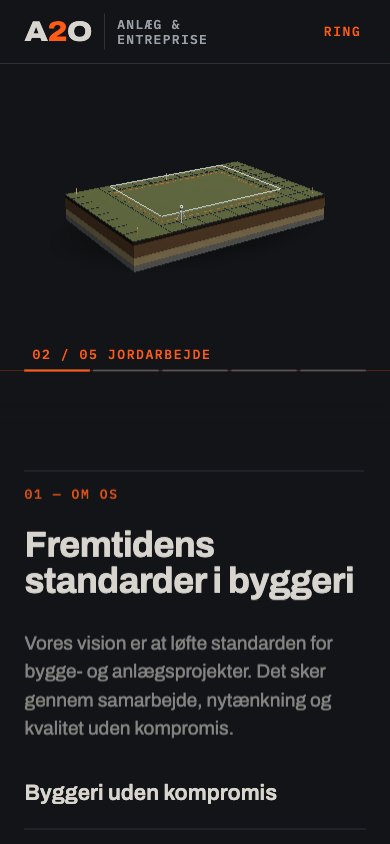 A2O
ANLÆG &
ENTREPRISE
RING
02 / 05 JORDARBEJDE
01 — OM OS
Fremtidens
standarder i byggeri
Vores vision er at løfte standarden for
bygge- og anlægsprojekter. Det sker
gennem samarbejde, nytænkning og
kvalitet uden kompromis.
Byggeri uden kompromis